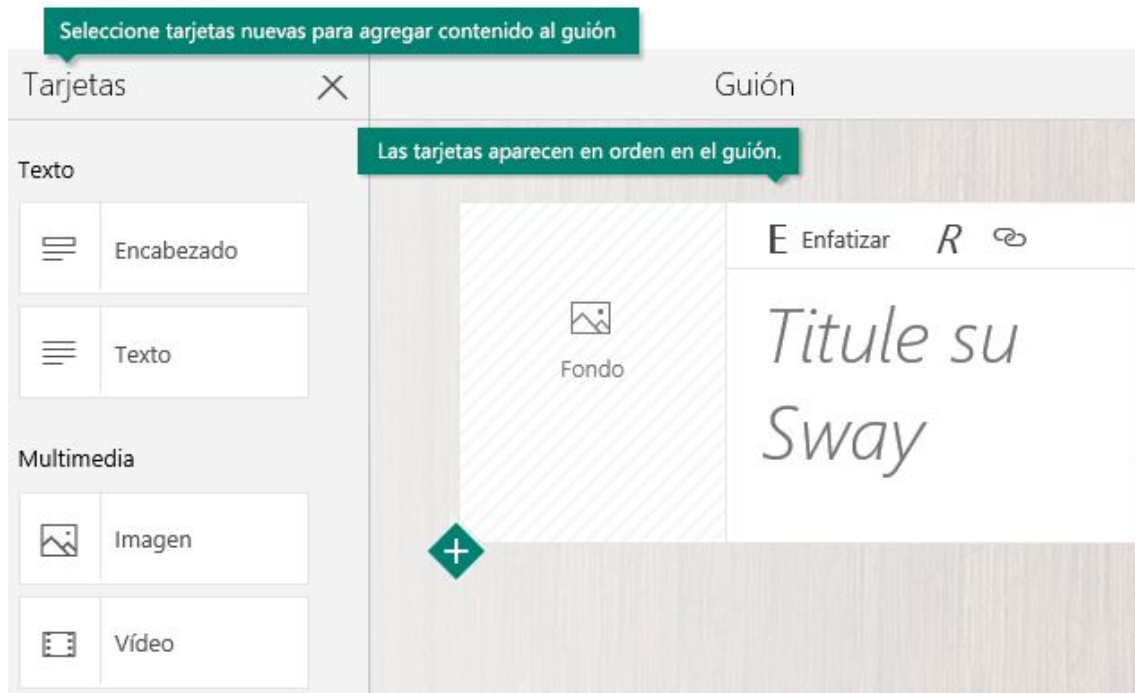 Seleccione tarjetas nuevas para agregar contenido al guión
Tarjetas
Guión
Las tarjetas aparecen en orden en el guión.
Texto
Encabezado
Texto
Multimedia
Imagen
Vídeo
Fondo
E Enfatizar R
Titule su
Sway